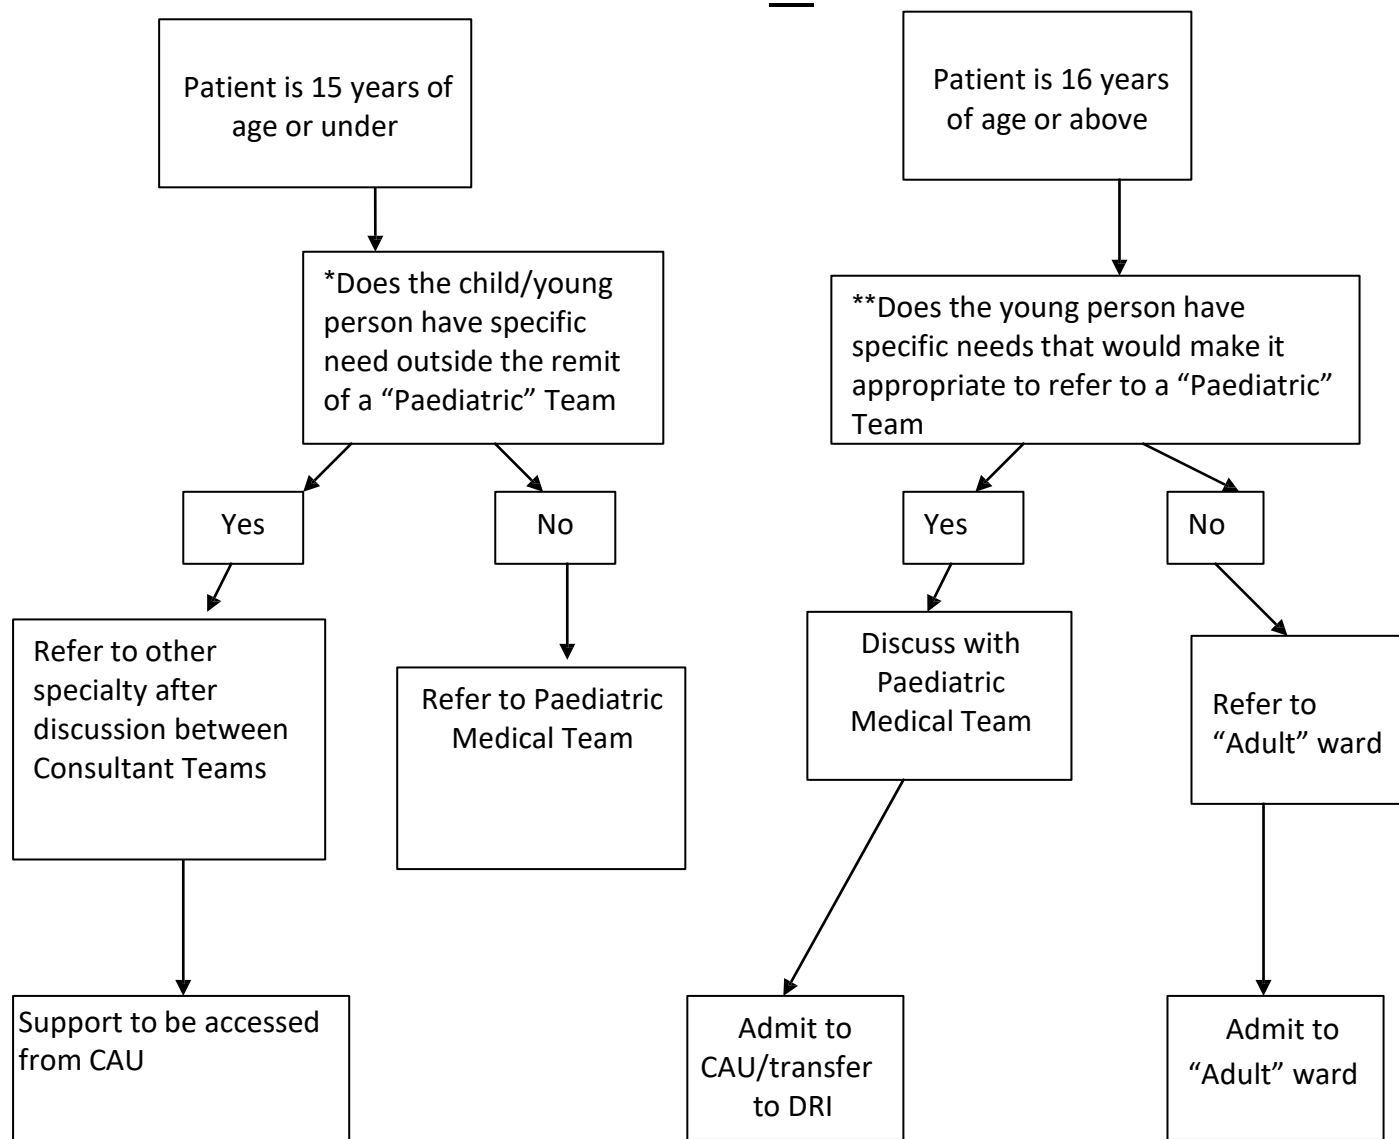 Patient is 15 years of
age or under
Patient is 16 years
of age or above
*Does the child/young
person have specific
need outside the remit
of a “Paediatric” Team
**Does the young person have
specific needs that would make it
appropriate to refer to a “Paediatric”
Team
Yes
No
Yes
No
Refer to other
specialty after
discussion between
Consultant Teams
Refer to Paediatric
Medical Team
Discuss with
Paediatric
Medical Team
Refer to
“Adult” ward
Support to be accessed
from CAU
Admit to
CAU/transfer
to DRI
Admit to
“Adult” ward